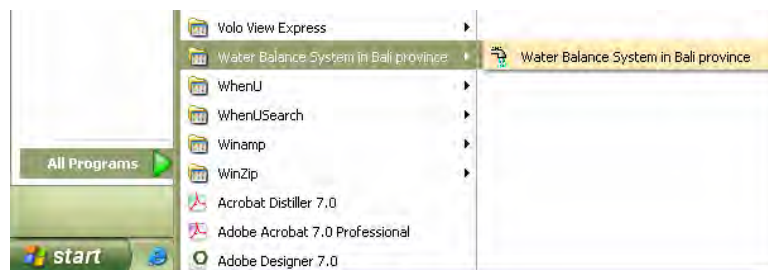 Volo View Express
Water Balance System in Bali province
Water Balance System in Bali province
WhenU
WhenUSearch
Winamp
All Programs
WinZip
Acrobat Distiller 7.0
Adobe Acrobat 7.0 Professional
start
Adobe Designer 7.0